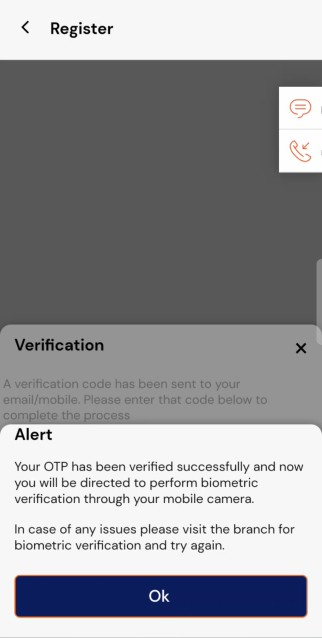 Register
Verification
A verification code has been sent to your
email/mobile. Please enter that code below to
complete the process
Alert
Your OTP has been verified successfully and now
you will be directed to perform biometric
verification through your mobile camera.
In case of any issues please visit the branch for
biometric verification and try again.
Ok